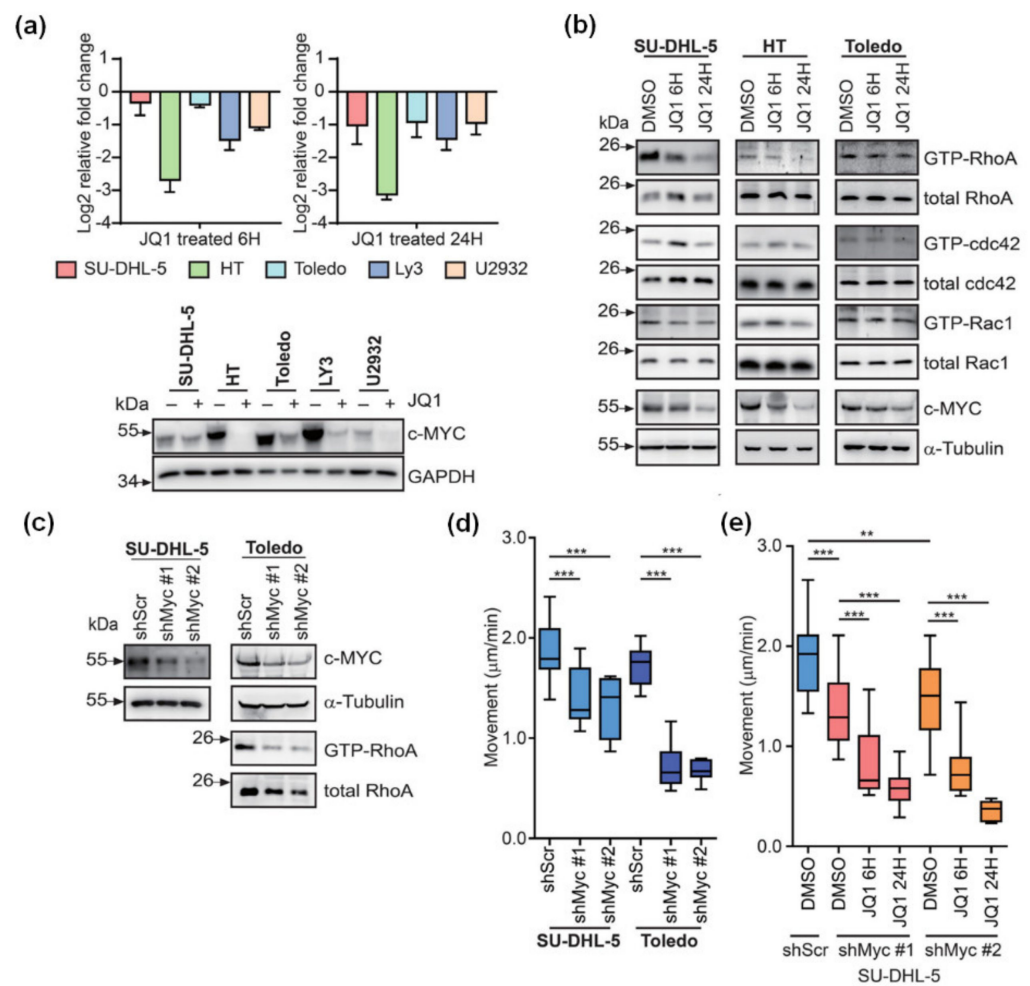 (a)
Log2 relative fold change
1
0
-1
-2
-3
-4
JQ1 treated 6H
Log2 relative fold change
1
0
-1
-2
-3
-4
JQ1 treated 24H
SU-DHL-5 HT Toledo Ly3 U2932
SU-DHL-5 HT Toledo LY3 U2932
kDa – + – + – + – + – + JQ1
55 c-MYC
34 GAPDH
(b)
SU-DHL-5 HT Toledo
DMSO JQ1 6H JQ1 24H DMSO JQ1 6H JQ1 24H DMSO JQ1 6H JQ1 24H
kDa
26 GTP-RhoA
26 total RhoA
26 GTP-cdc42
26 total cdc42
26 GTP-Rac1
26 total Rac1
55 c-MYC
55 α-Tubulin
(c)
SU-DHL-5 Toledo
shScr shMyc #1 shMyc #2 shScr shMyc #1 shMyc #2
kDa
55 c-MYC
55 α-Tubulin
26 GTP-RhoA
26 total RhoA
(d)
Movement (μm/min)
3.0
2.0
1.0
0.0
*** ***
*** ***
shScr shMyc #1 shMyc #2 shScr shMyc #1 shMyc #2
SU-DHL-5 Toledo
(e)
Movement (μm/min)
3.0
2.0
1.0
0.0
**
***
*** ***
*** ***
DMSO DMSO JQ1 6H JQ1 24H DMSO JQ1 6H JQ1 24H
shScr shMyc #1 shMyc #2
SU-DHL-5